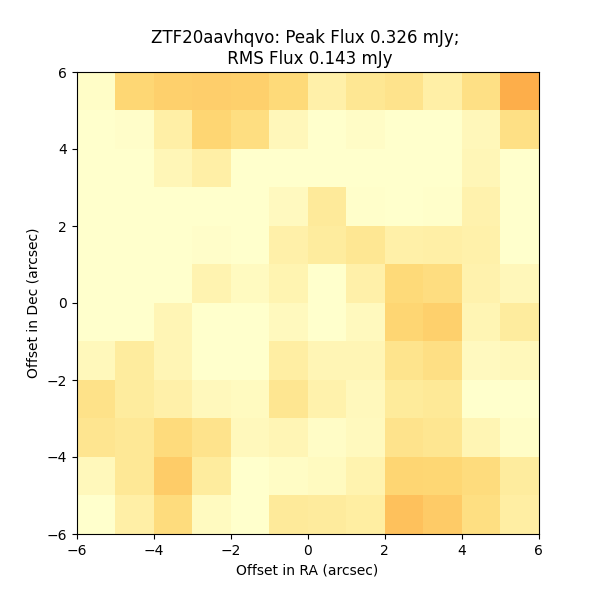 ZTF20aavhqvo: Peak Flux 0.326 mJy;
RMS Flux 0.143 mJy
6
4
2
0
−2
−4
−6
Offset in Dec (arcsec)
−6 −4 −2 0 2 4 6
Offset in RA (arcsec)